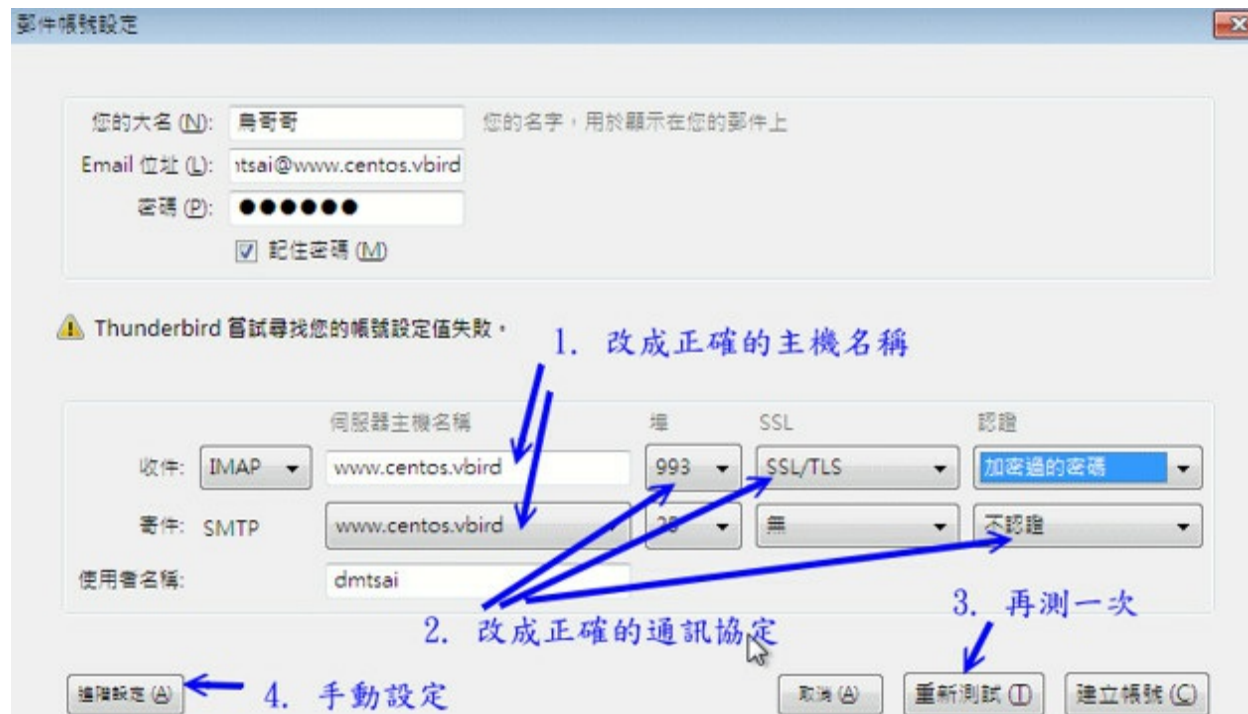 郵件帳號設定
您的大名 (N): 鳥哥哥 您的名字，用於顯示在您的郵件上
Email 位址 (L): itsai@www.centos.vbird
密碼 (P): ●●●●●●
記住密碼 (M)
Thunderbird 嘗試尋找您的帳號設定值失敗。
1. 改成正確的主機名稱
伺服器主機名稱 埠 SSL 認證
收件: IMAP www.centos.vbird 993 SSL/TLS 加密過的密碼
寄件: SMTP www.centos.vbird 無 不認證
使用者名稱: dmtsai
2. 改成正確的通訊協定
3. 再測一次
進階設定 (A) 4. 手動設定 取消 (A) 重新測試 (T) 建立帳號 (C)